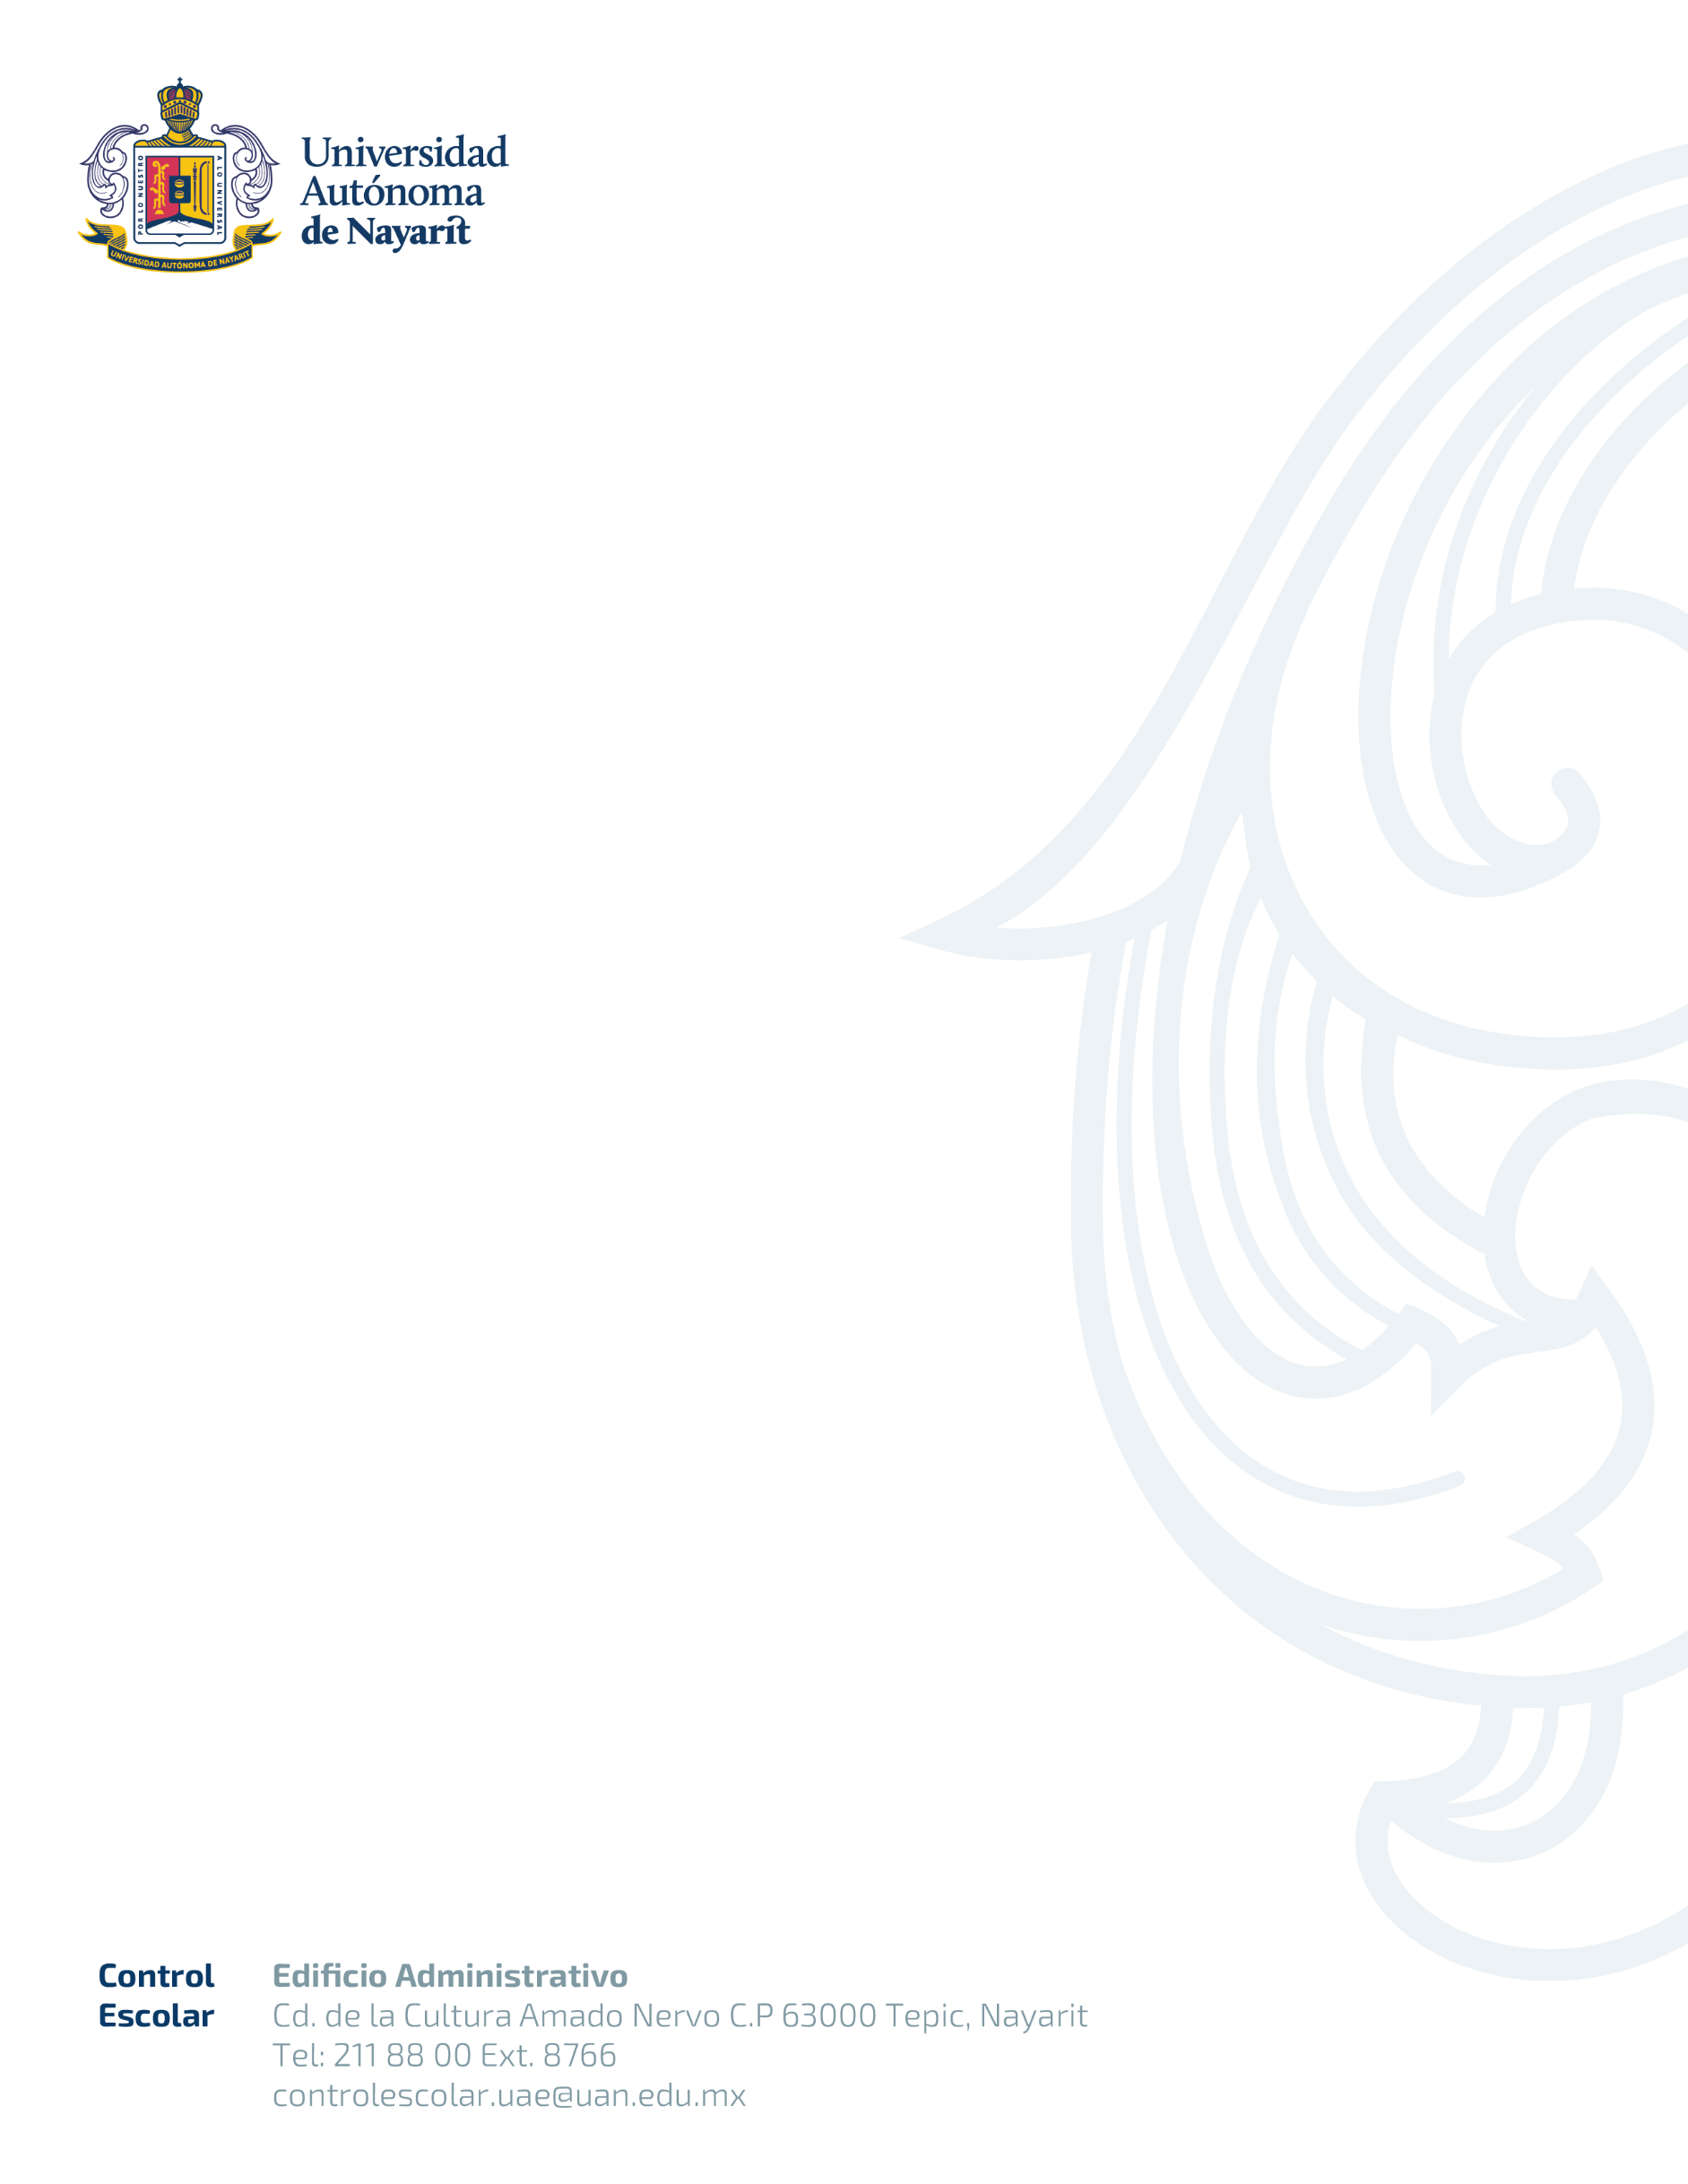 POR LO NUESTRO
A LO UNIVERSAL
UNIVERSIDAD AUTÓNOMA DE NAYARIT
Universidad
Autónoma
de Nayarit
Control
Escolar
Edificio Administrativo
Cd. de la Cultura Amado Nervo C.P 63000 Tepic, Nayarit
Tel: 211 88 00 Ext. 8766
controlescolar.uae@uan.edu.mx